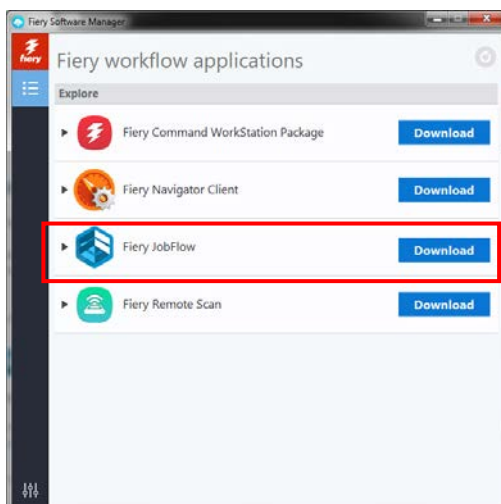 Fiery Software Manager
fiery
Fiery workflow applications
Explore
Fiery Command WorkStation Package
Download
Fiery Navigator Client
Download
Fiery JobFlow
Download
Fiery Remote Scan
Download